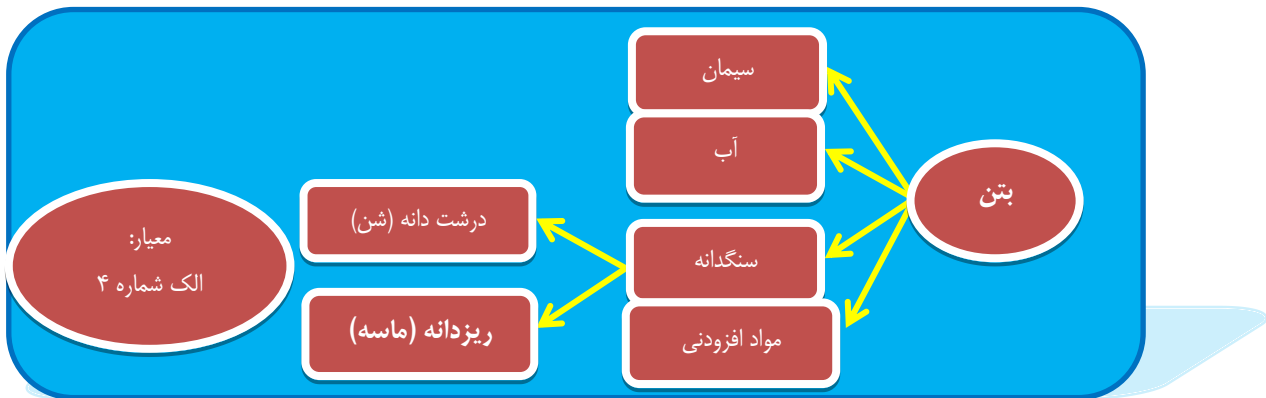 بتن
سیمان
آب
سنگدانه
مواد افزودنی
درشت دانه (شن)
ریزدانه (ماسه)
معیار:
الک شماره ۴